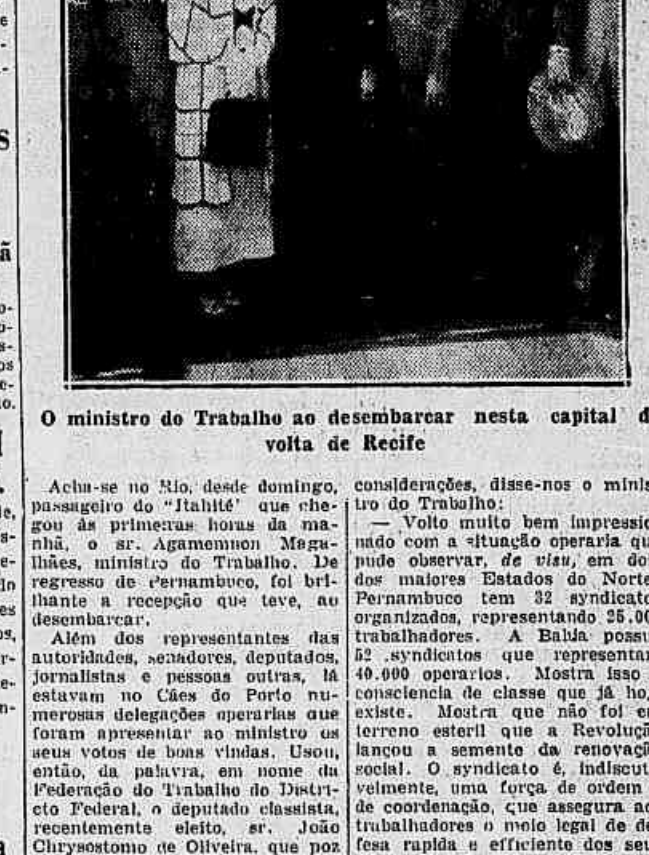 O ministro do Trabalho ao desembarcar nesta capital d
volta de Recife
Acha-se no Rio, desde domingo,
passageiro do "Itahité' que che-
gou ás primeiras horas da ma-
nhã, o sr. Agamemnon Maga-
lhães, ministro do Trabalho. De
regresso de Pernambuco, foi bri-
lhante a recepção que teve, ao
desembarcar.
Além dos representantes das
autoridades, senadores, deputados,
jornalistas e pessoas outras, lá
estavam no Cáes do Porto nu-
merosas delegações operarias que
foram apresentar ao ministro os
seus votos de boas vindas. Usou,
então, da palavra, em nome da
Federação do Trabalho do Distri-
cto Federal, o deputado classista,
recentemente eleito, sr. João
Chrysostomo de Oliveira, que poz
considerações, disse-nos o minis
tro do Trabalho:
— Volto muito bem impressio
nado com a situação operaria qu
pude observar, de visu, em do
dos maiores Estados do Norte
Pernambuco tem 32 syndicato
organizados, representando 25.00
trabalhadores. A Bahia possu
52 syndicatos que representam
40.000 operarios. Mostra isso
consciencia de classe que já ho,
existe. Mostra que não foi em
terreno esteril que a Revoluçã
lançou a semente da renovaçã
social. O syndicato é, indiscut
velmente, uma força de ordem
de coordenação, que assegura ao
trabalhadores o meio legal de de
fesa rapida e efficiente dos seu